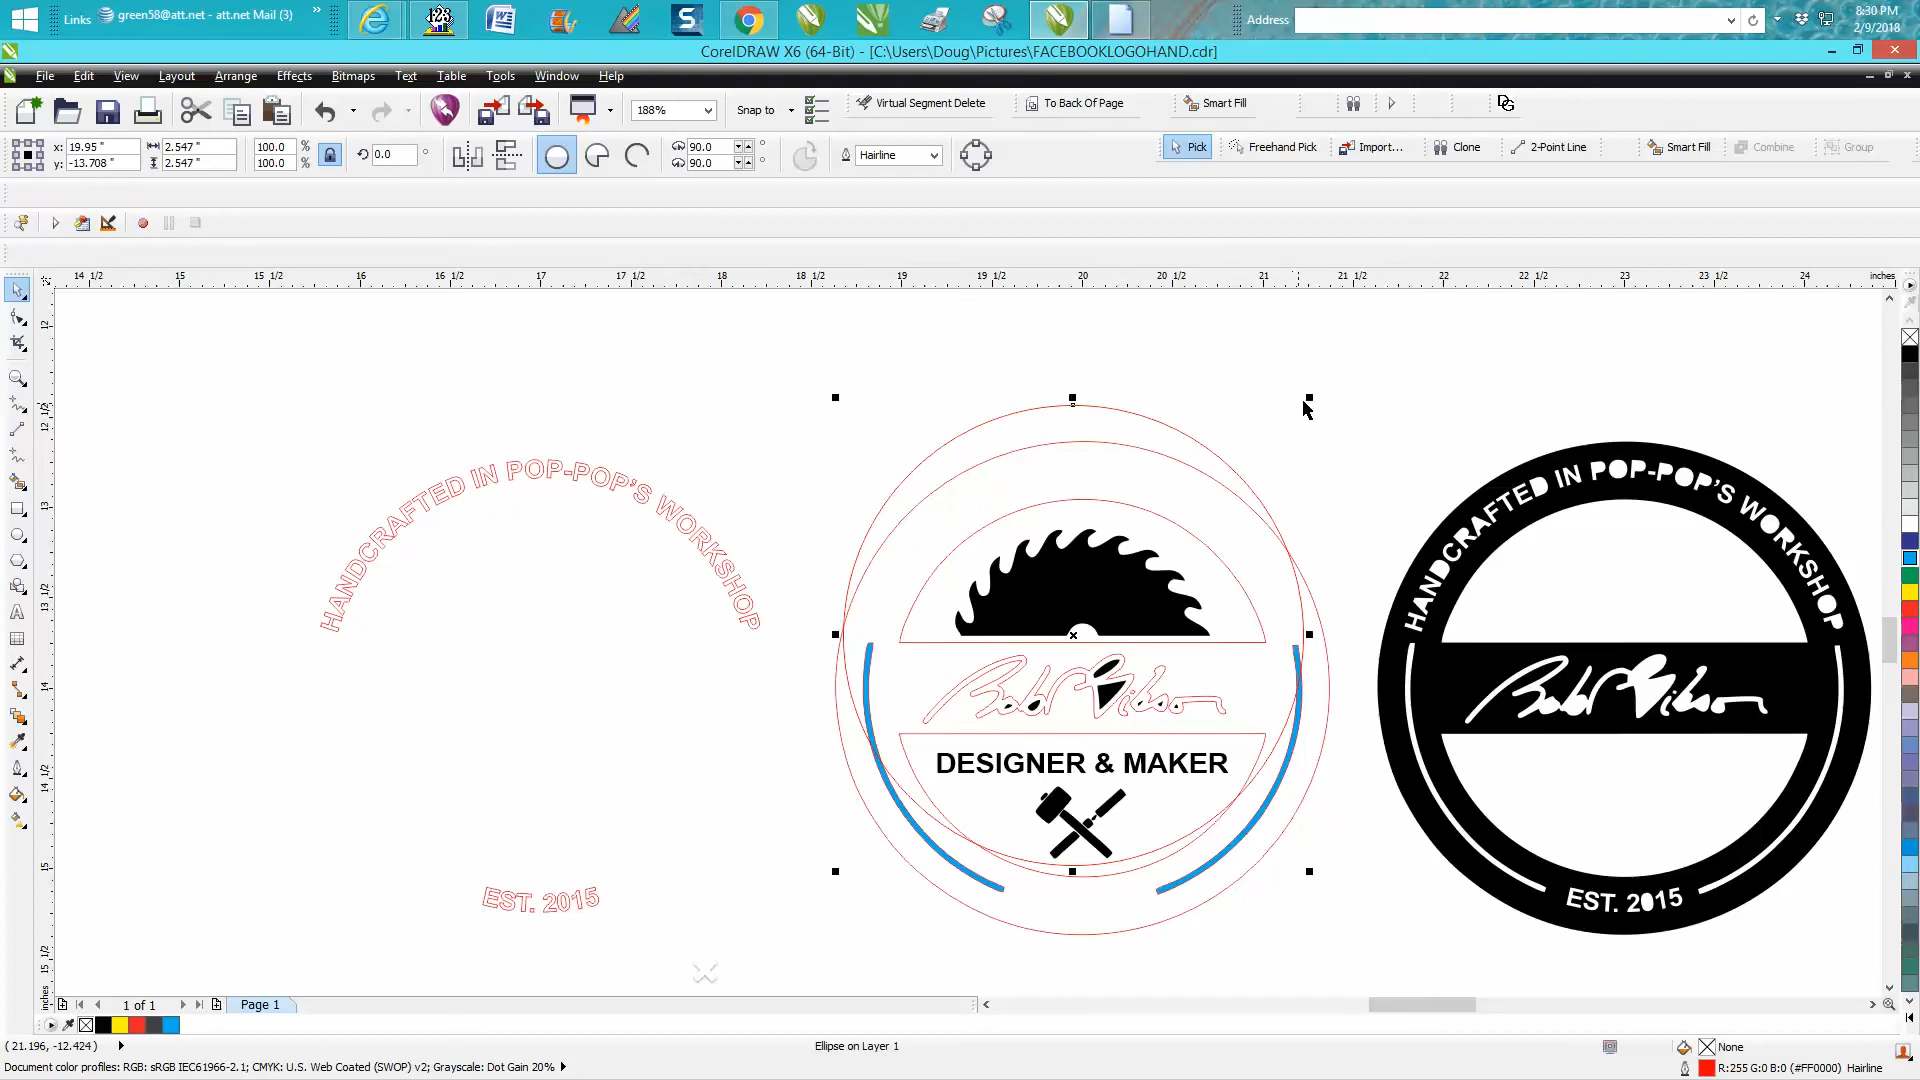 Links green58@att.net - att.net Mail (3) » Address 8:30 PM
2/9/2018
CorelDRAW X6 (64-Bit) - [C:\Users\Doug\Pictures\FACEBOOKLOGOHAND.cdr]
File Edit View Layout Arrange Effects Bitmaps Text Table Tools Window Help
188% Snap to Virtual Segment Delete To Back Of Page Smart Fill
x: 19.95 " 2.547 " 100.0 %
y: -13.708 " 2.547 " 100.0 %
0.0 ° 90.0 ° 90.0 ° Hairline Pick Freehand Pick Import... Clone 2-Point Line Smart Fill Combine Group
14 1/2 15 15 1/2 16 16 1/2 17 17 1/2 18 18 1/2 19 19 1/2 20 20 1/2 21 21 1/2 22 22 1/2 23 23 1/2 24 inches
HANDCRAFTED IN POP-POP'S WORKSHOP
EST. 2015
Bob Gibson
DESIGNER & MAKER
HANDCRAFTED IN POP-POP'S WORKSHOP
Bob Gibson
EST. 2015
1 of 1 Page 1
(21.196, -12.424) Ellipse on Layer 1 None
Document color profiles: RGB: sRGB IEC61966-2.1; CMYK: U.S. Web Coated (SWOP) v2; Grayscale: Dot Gain 20% R:255 G:0 B:0 (#FF0000) Hairline